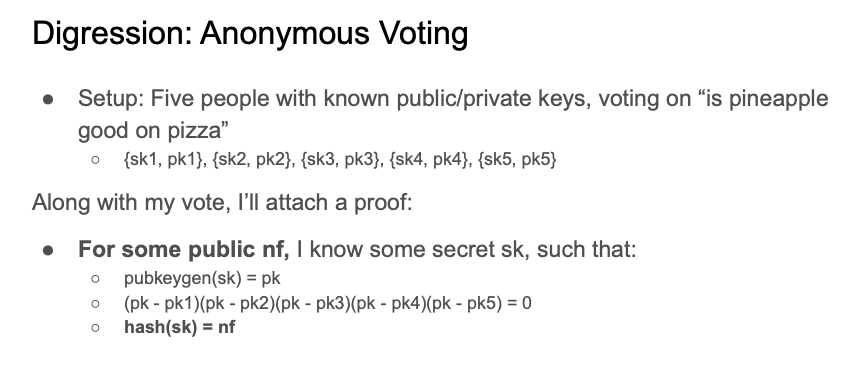 Digression: Anonymous Voting
● Setup: Five people with known public/private keys, voting on “is pineapple
good on pizza”
○ {sk1, pk1}, {sk2, pk2}, {sk3, pk3}, {sk4, pk4}, {sk5, pk5}
Along with my vote, I’ll attach a proof:
● For some public nf, I know some secret sk, such that:
○ pubkeygen(sk) = pk
○ (pk - pk1)(pk - pk2)(pk - pk3)(pk - pk4)(pk - pk5) = 0
○ hash(sk) = nf